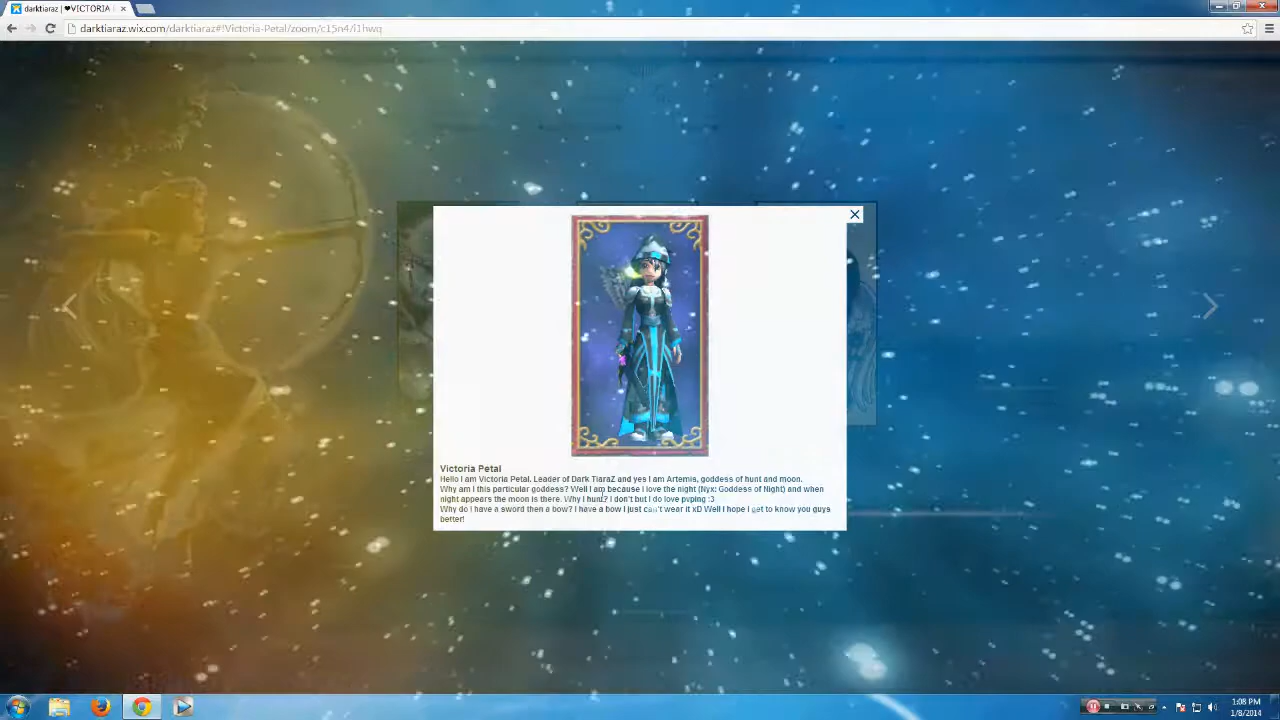 darktiaraz | ♥VICTORIA
darktiaraz.wix.com/darktiaraz#!Victoria-Petal/zoom/c15n4/i1hwq
Victoria Petal
Hello I am Victoria Petal. Leader of Dark TiaraZ and yes I am Artemis, goddess of hunt and moon.
Why am I this particular goddess? Well I am because I love the night (Nyx: Goddess of Night) and when
night appears the moon is there. Why I hunt? I don't but I do love pvping :3
Why do I have a sword then a bow? I have a bow I just can't wear it xD Well I hope I get to know you guys
better!
1:08 PM
1/8/2014